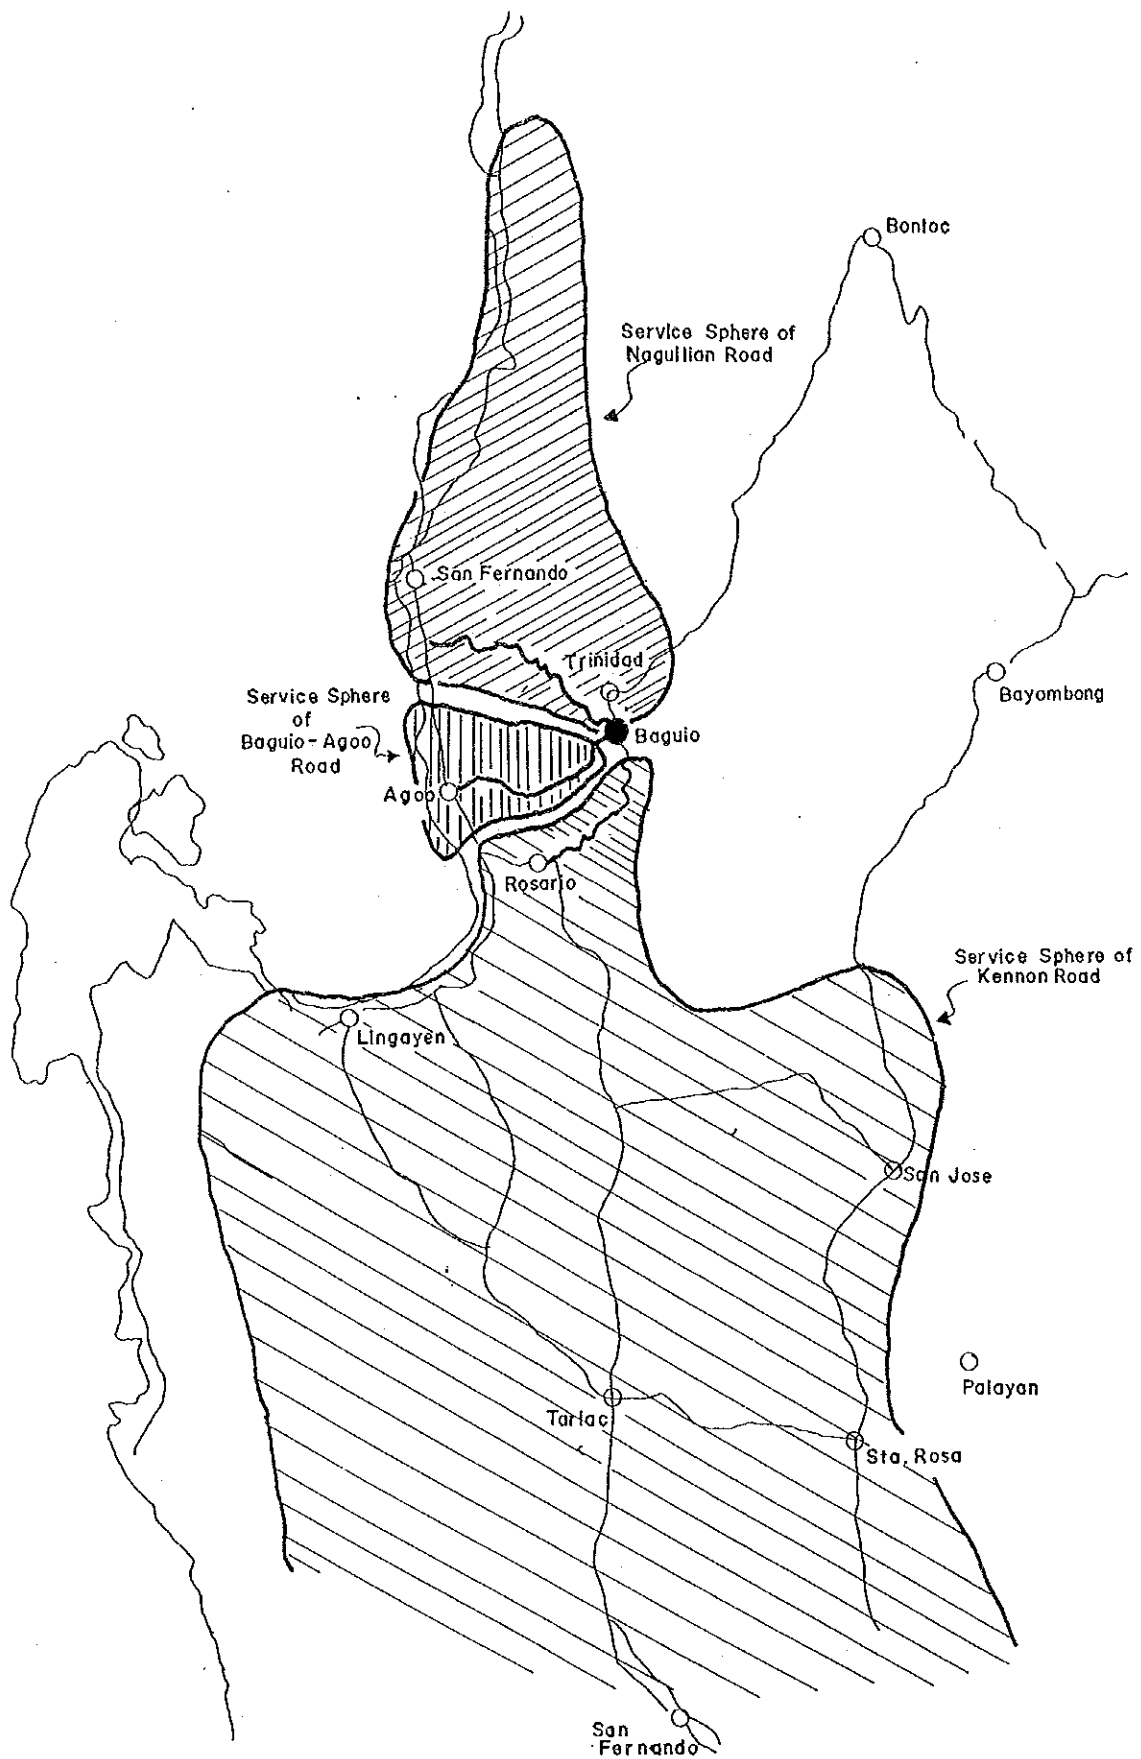 Bontoc
Service Sphere of
Naguilian Road
San Fernando
Trinidad
Service Sphere
of
Baguio-Agoo
Road
Bayombong
Baguio
Agoo
Rosario
Service Sphere of
Kennon Road
Lingayen
San Jose
Palayan
Tarlac
Sta. Rosa
San
Fernando